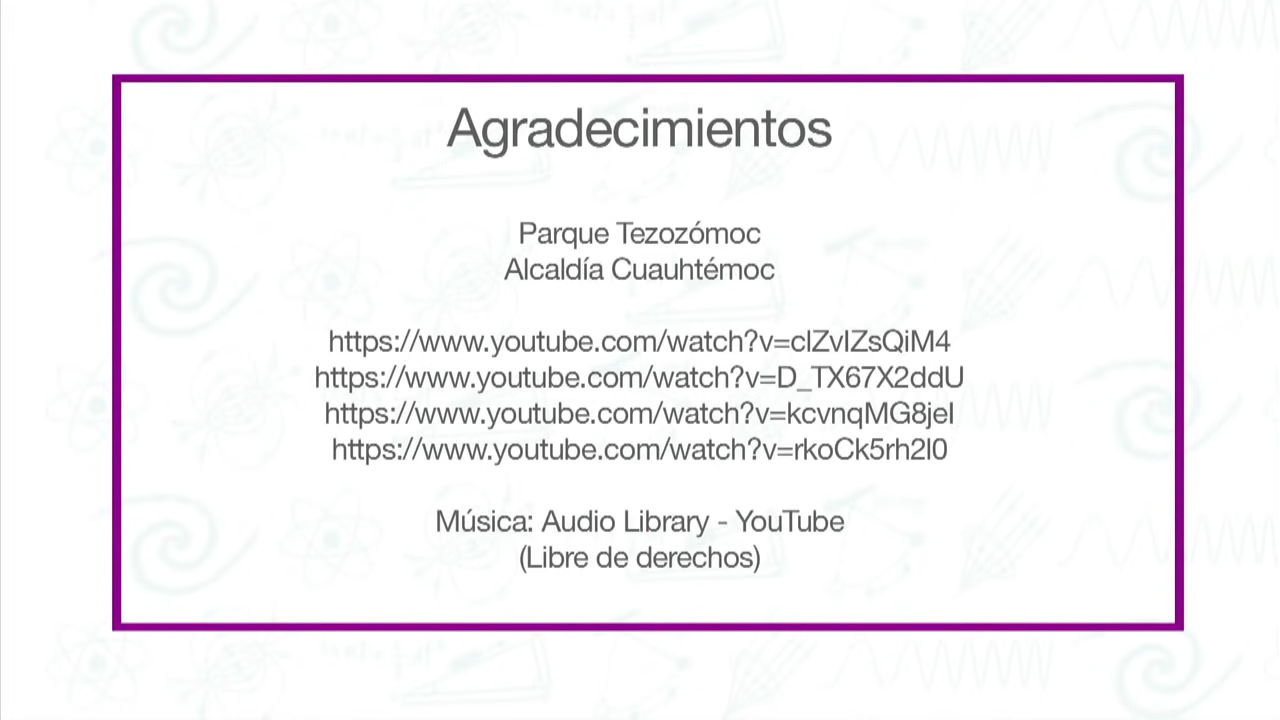 Agradecimientos
Parque Tezozómoc
Alcaldía Cuauhtémoc
https://www.youtube.com/watch?v=clZvlZsQiM4
https://www.youtube.com/watch?v=D_TX67X2ddU
https://www.youtube.com/watch?v=kcvnqMG8jeI
https://www.youtube.com/watch?v=rkoCk5rh2l0
Música: Audio Library - YouTube
(Libre de derechos)